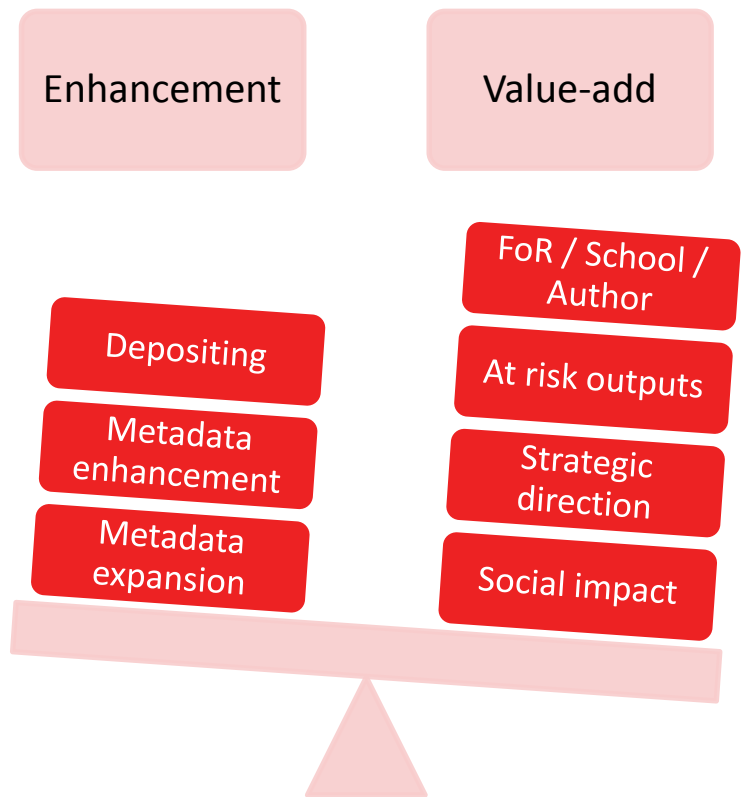 Enhancement
Value-add
Depositing
Metadata
enhancement
Metadata
expansion
FoR / School /
Author
At risk outputs
Strategic
direction
Social impact